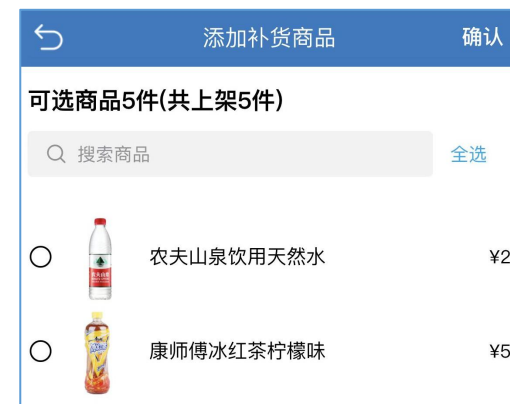 添加补货商品 确认
可选商品5件(共上架5件)
搜索商品 全选
农夫山泉饮用天然水 ¥2
康师傅冰红茶柠檬味 ¥5